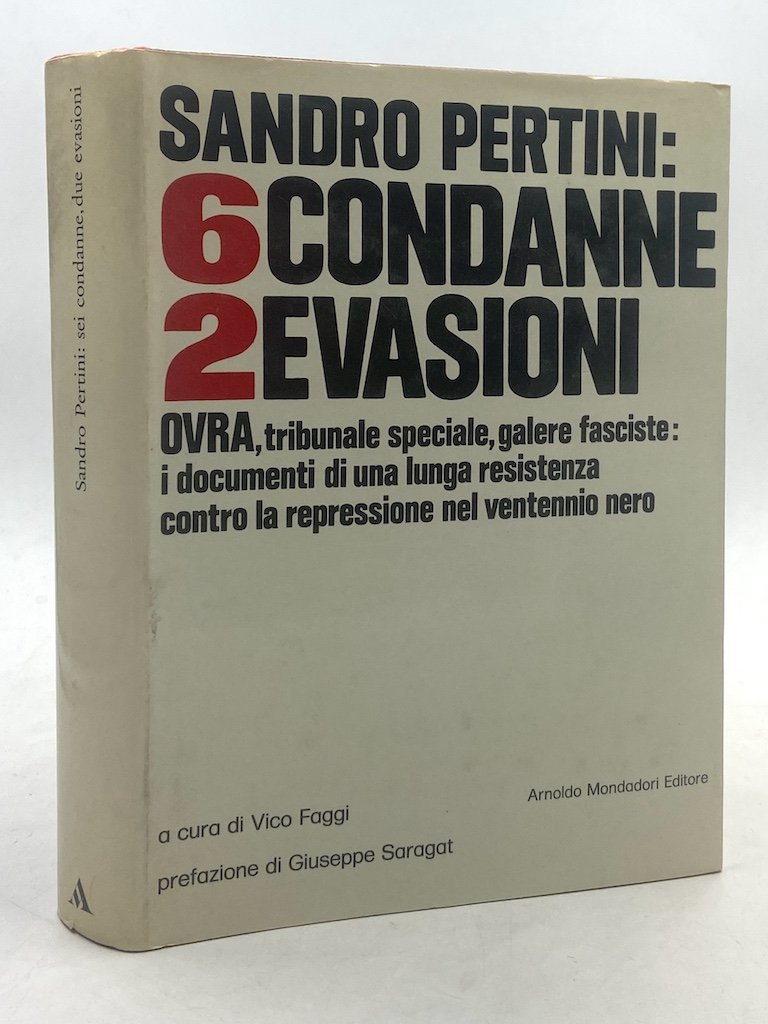 Sandro Pertini: sei condanne, due evasioni
SANDRO PERTINI:
6 CONDANNE
2 EVASIONI
OVRA, tribunale speciale, galere fasciste:
i documenti di una lunga resistenza
contro la repressione nel ventennio nero
a cura di Vico Faggi
Arnoldo Mondadori Editore
prefazione di Giuseppe Saragat